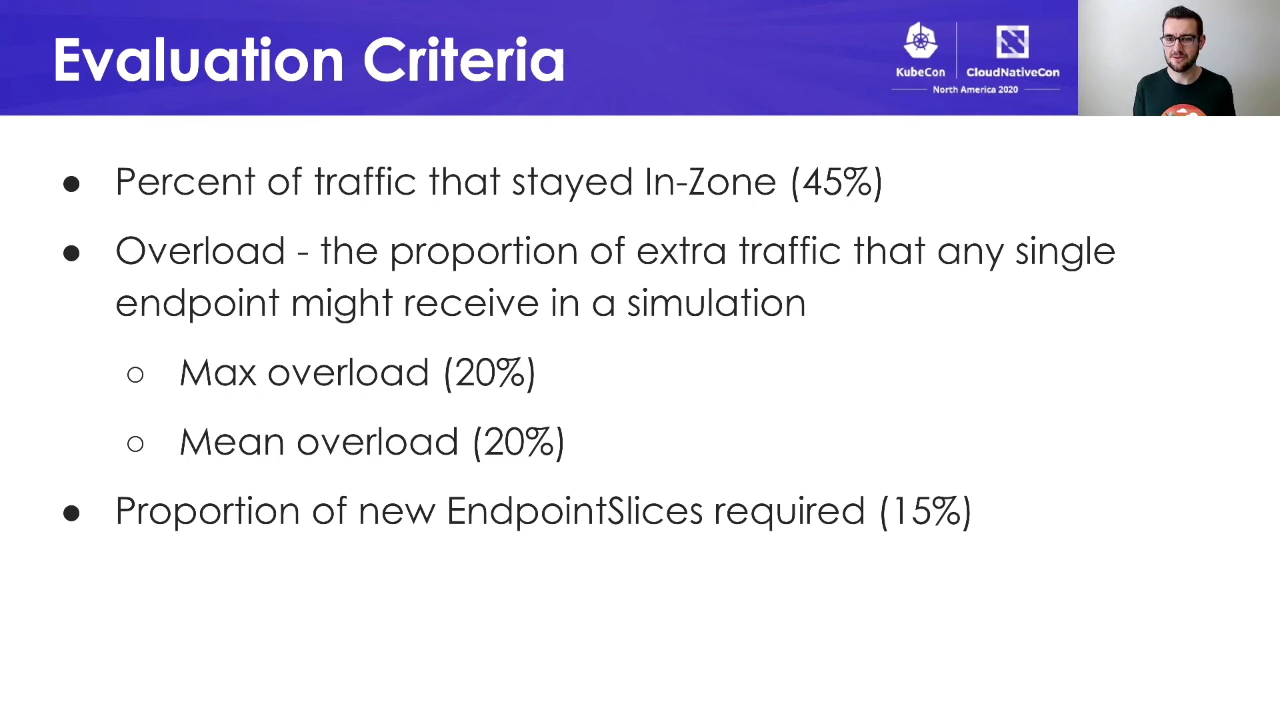 Evaluation Criteria
KubeCon
CloudNativeCon
North America 2020
● Percent of traffic that stayed In-Zone (45%)
● Overload - the proportion of extra traffic that any single
endpoint might receive in a simulation
○ Max overload (20%)
○ Mean overload (20%)
● Proportion of new EndpointSlices required (15%)